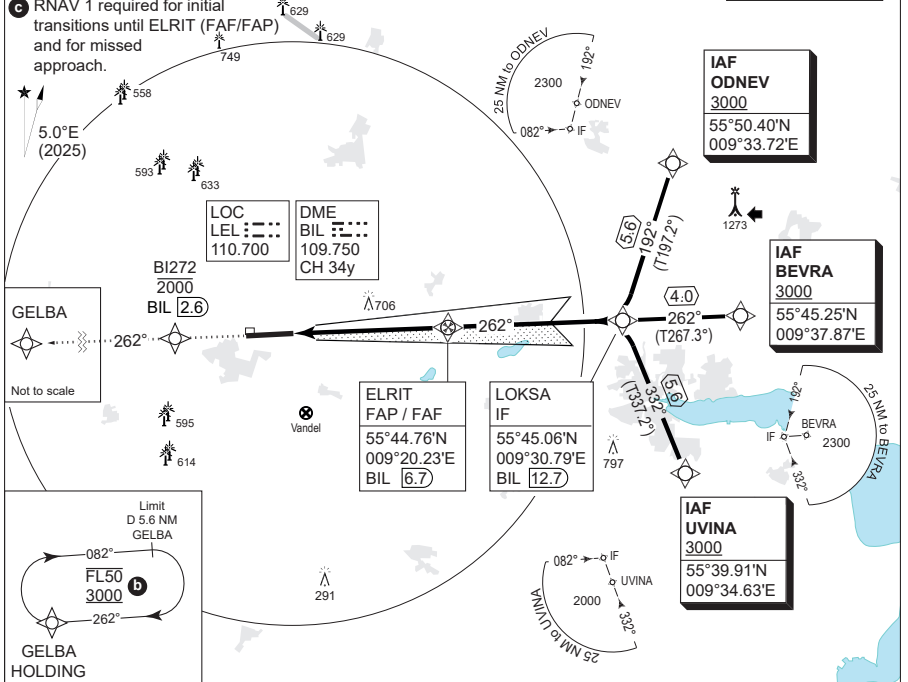 c RNAV 1 required for initial
transitions until ELRIT (FAF/FAP)
and for missed
approach.
629
629
749
558
5.0°E
(2025)
593
633
25 NM to ODNEV
192°
2300
ODNEV
082°
IF
IAF
ODNEV
3000
55°50.40'N
009°33.72'E
1273
LOC
LEL
110.700
DME
BIL
109.750
CH 34y
5.6
192°
(T197.2°)
IAF
BEVRA
3000
55°45.25'N
009°37.87'E
BI272
2000
BIL 2.6
GELBA
262°
Not to scale
706
262°
4.0
262°
(T267.3°)
5.6
332°
(T337.2°)
ELRIT
FAP / FAF
55°44.76'N
009°20.23'E
BIL 6.7
LOKSA
IF
55°45.06'N
009°30.79'E
BIL 12.7
Vandel
595
614
797
192°
IF
BEVRA
2300
332°
25 NM to BEVRA
IAF
UVINA
3000
55°39.91'N
009°34.63'E
Limit
D 5.6 NM
GELBA
082°
FL50
3000
b
262°
GELBA
HOLDING
291
082°
IF
UVINA
2000
332°
25 NM to UVINA